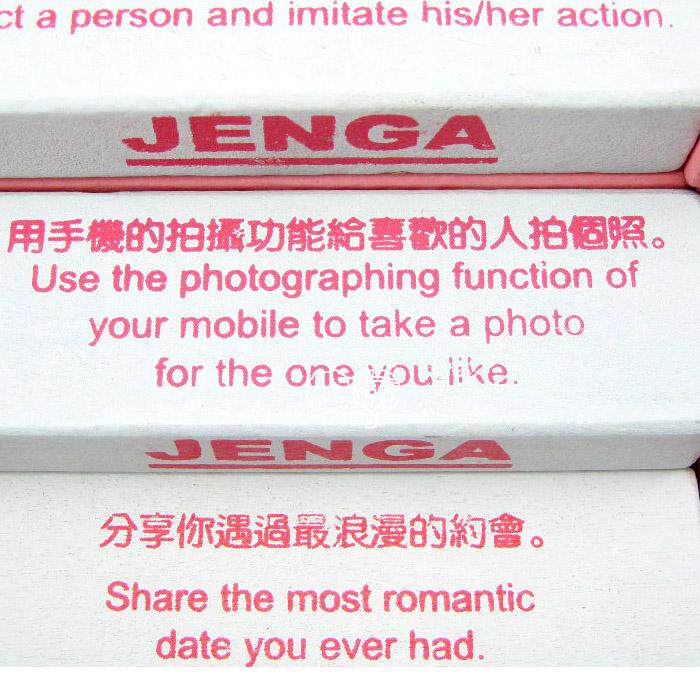 ct a person and imitate his/her action.
JENGA
用手機的拍攝功能給喜歡的人拍個照。
Use the photographing function of
your mobile to take a photo
for the one you like.
JENGA
分享你遇過最浪漫的約會。
Share the most romantic
date you ever had.